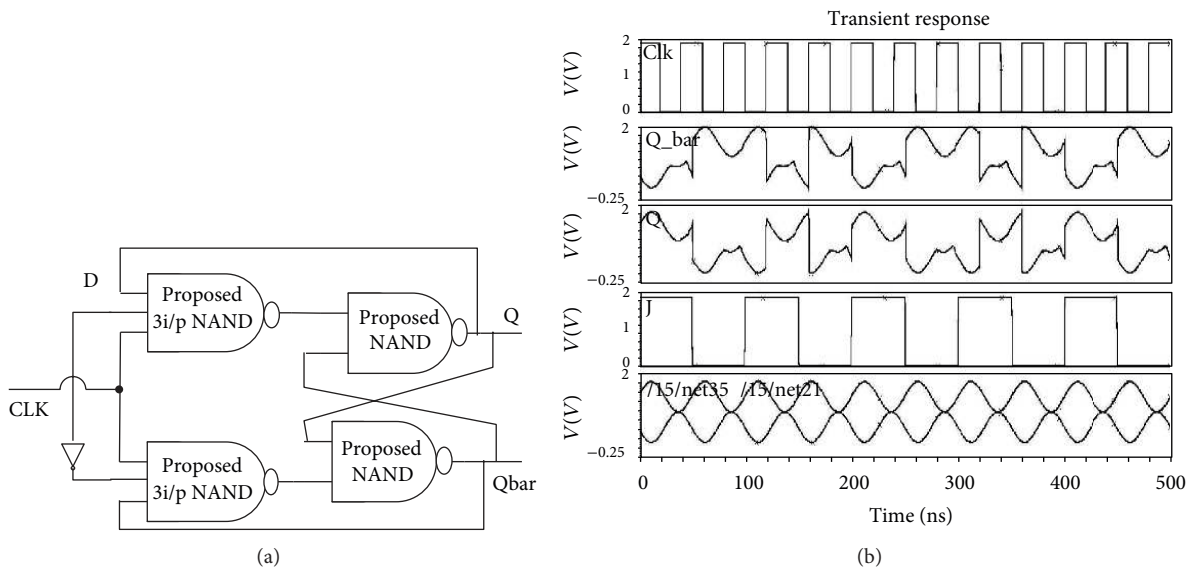 D
Proposed
3i/p NAND
Proposed
NAND
Q
CLK
Proposed
3i/p NAND
Proposed
NAND
Qbar
(a)
Transient response
V(V)
2
1
0
Clk
V(V)
2
−0.25
Q_bar
V(V)
2
−0.25
Q
V(V)
2
1
0
J
V(V)
2
−0.25
/15/net35 /15/net21
0 100 200 300 400 500
Time (ns)
(b)